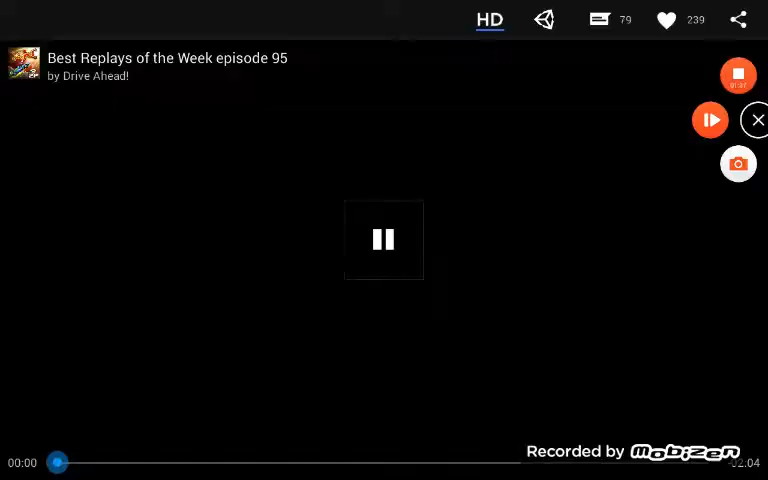 HD 79 239
Best Replays of the Week episode 95
by Drive Ahead!
Recorded by mobizen
00:00 -02:04